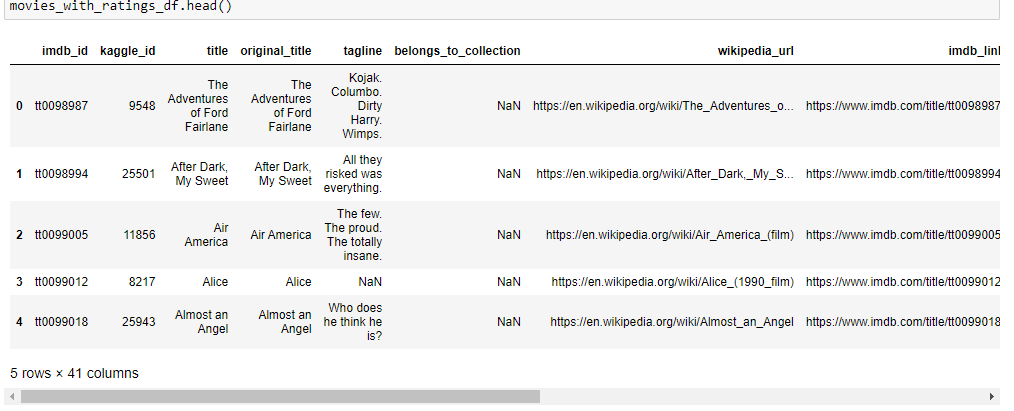 movies_with_ratings_df.head()
imdb_id kaggle_id title original_title tagline belongs_to_collection wikipedia_url imdb_link
0 tt0098987 9548 The Adventures of Ford Fairlane The Adventures of Ford Fairlane Kojak. Columbo. Dirty Harry. Wimps. NaN https://en.wikipedia.org/wiki/The_Adventures_o... https://www.imdb.com/title/tt0098987
1 tt0098994 25501 After Dark, My Sweet After Dark, My Sweet All they risked was everything. NaN https://en.wikipedia.org/wiki/After_Dark,_My_S... https://www.imdb.com/title/tt0098994
2 tt0099005 11856 Air America Air America The few. The proud. The totally insane. NaN https://en.wikipedia.org/wiki/Air_America_(film) https://www.imdb.com/title/tt0099005
3 tt0099012 8217 Alice Alice NaN NaN https://en.wikipedia.org/wiki/Alice_(1990_film) https://www.imdb.com/title/tt0099012
4 tt0099018 25943 Almost an Angel Almost an Angel Who does he think he is? NaN https://en.wikipedia.org/wiki/Almost_an_Angel https://www.imdb.com/title/tt0099018
5 rows × 41 columns